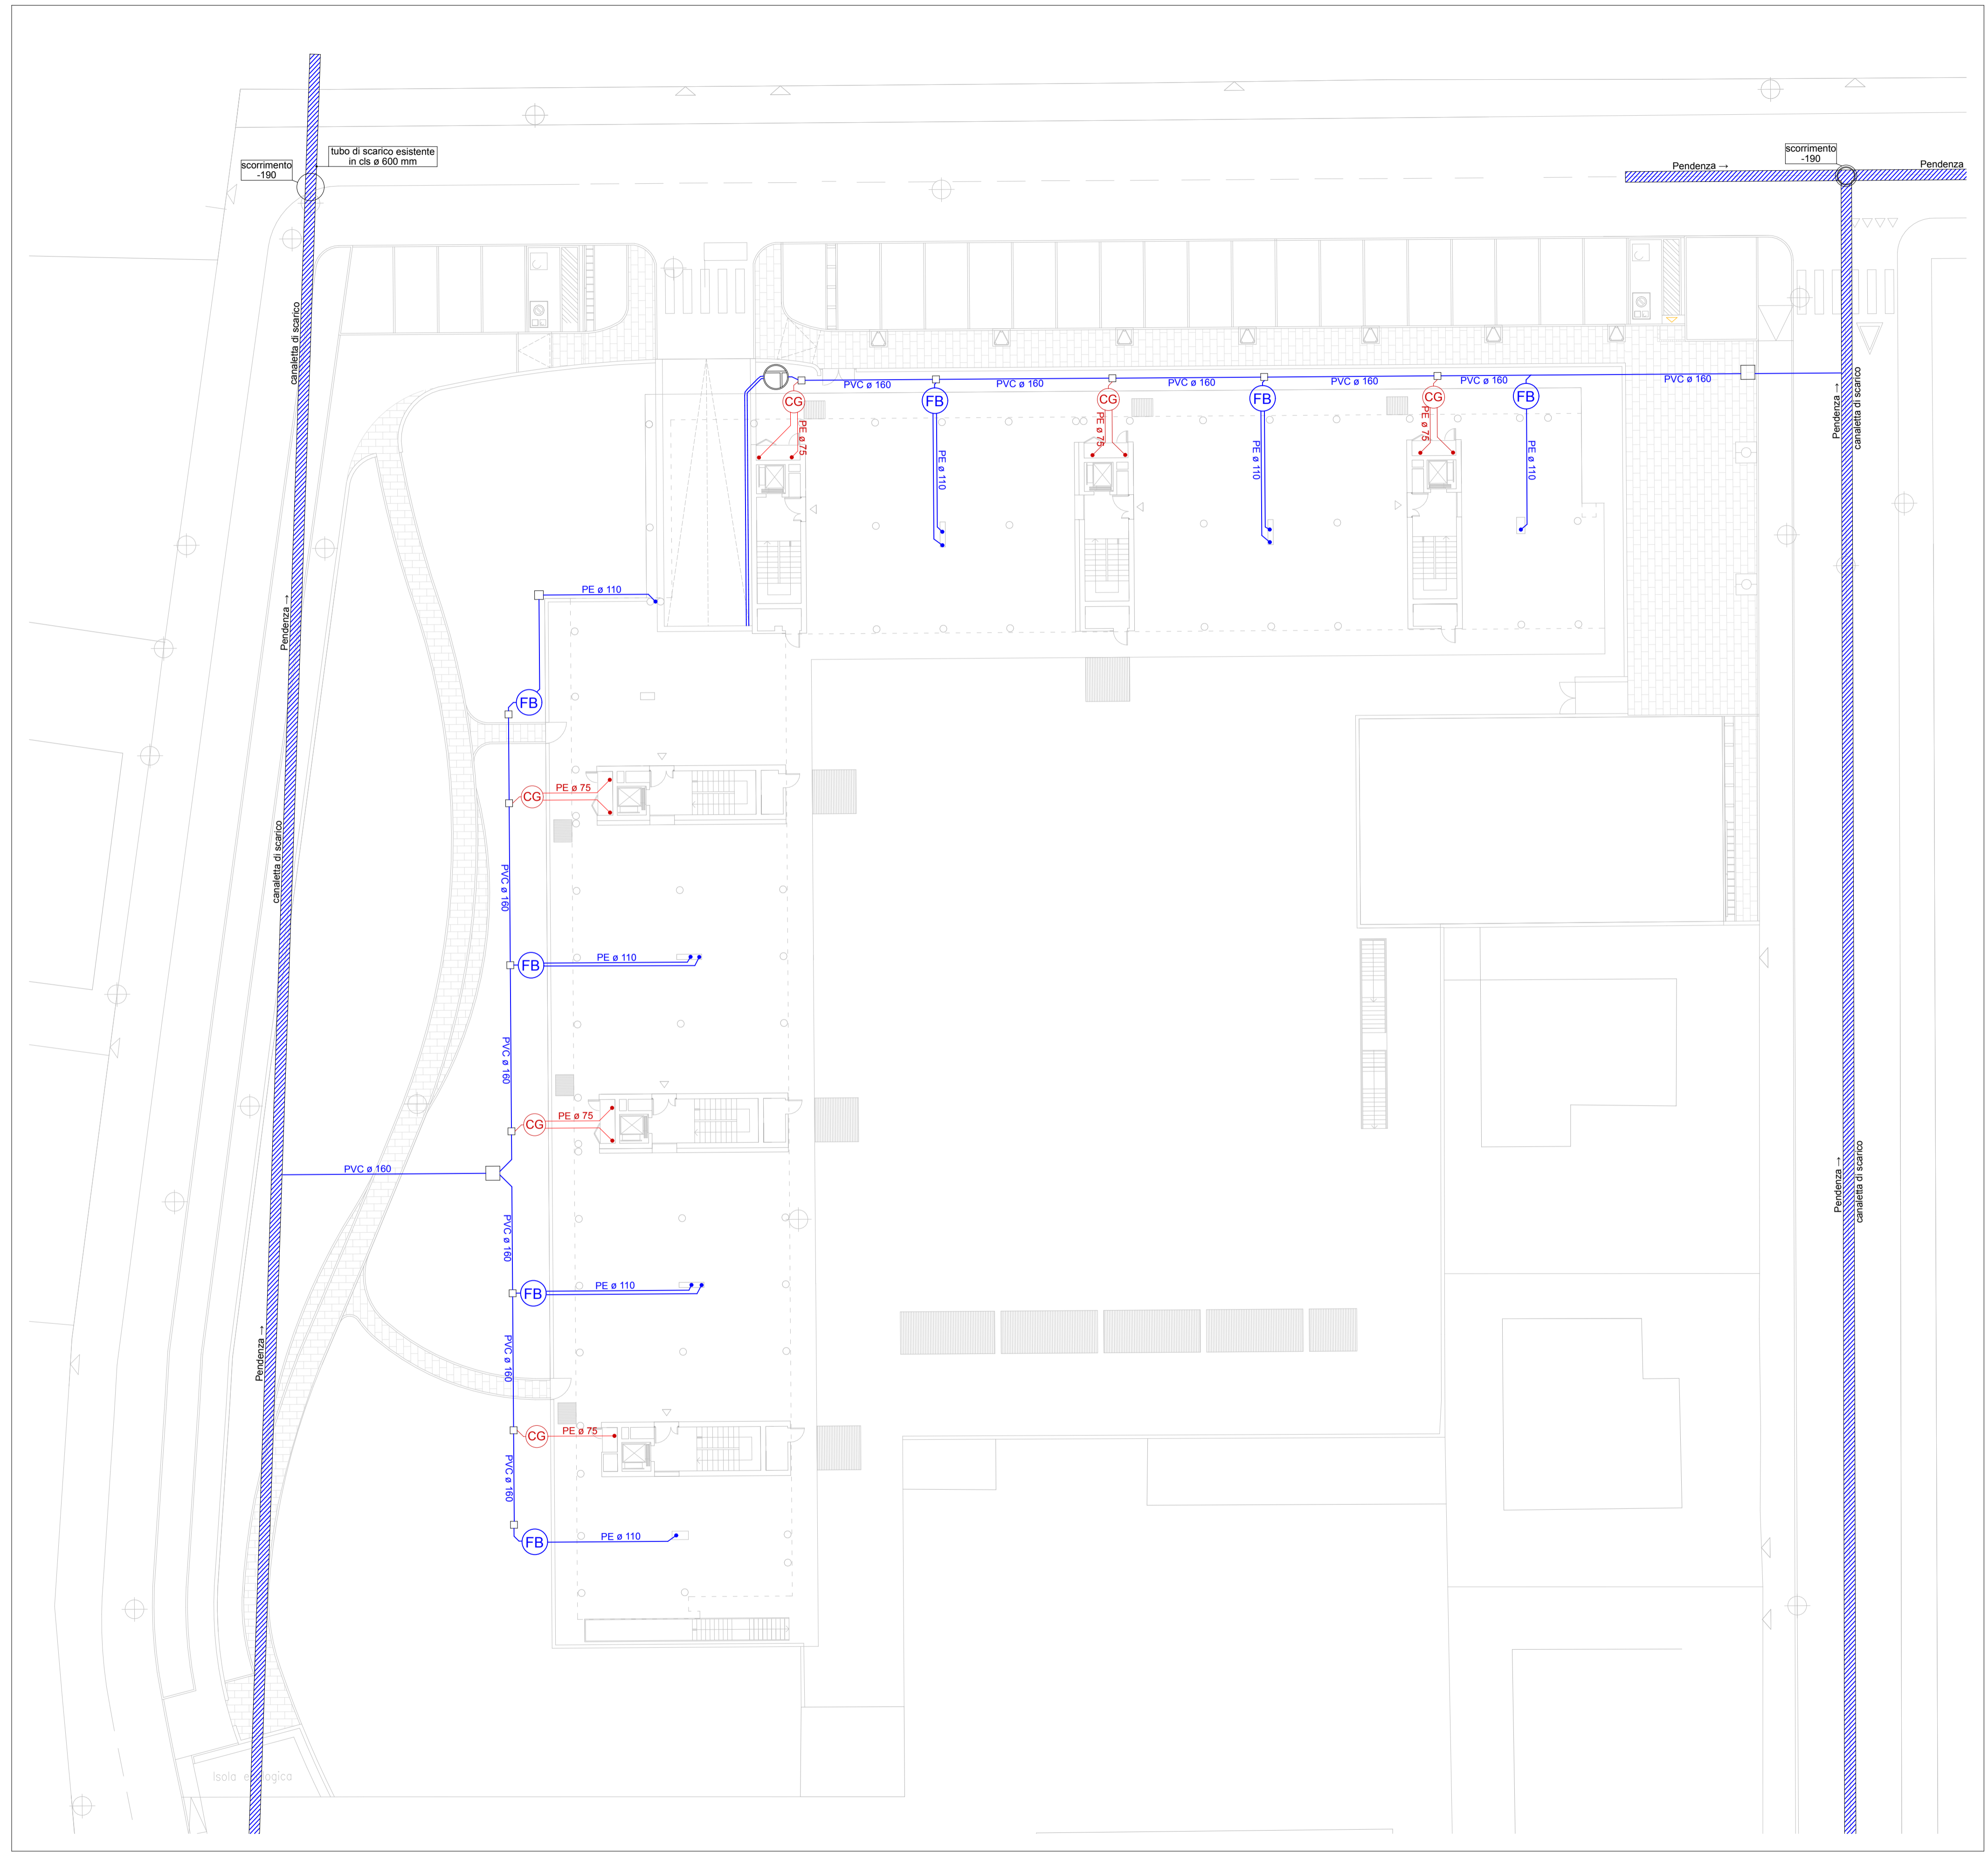 tubo di scarico esistente
in cls ø 600 mm
scorrimento
-190
scorrimento
-190
Pendenza →
Pendenza
canaletta di scarico
Pendenza →
canaletta di scarico
Pendenza →
PVC ø 160
PVC ø 160
PVC ø 160
PVC ø 160
PVC ø 160
PVC ø 160
CG
FB
CG
FB
CG
FB
PE ø 75
PE ø 110
PE ø 75
PE ø 110
PE ø 75
PE ø 110
Pendenza →
canaletta di scarico
PE ø 110
FB
CG
PE ø 75
PVC ø 160
FB
PE ø 110
PVC ø 160
CG
PE ø 75
PVC ø 160
PVC ø 160
FB
PE ø 110
PVC ø 160
CG
PE ø 75
PVC ø 160
FB
PE ø 110
canaletta di scarico
Pendenza →
Pendenza →
Isola